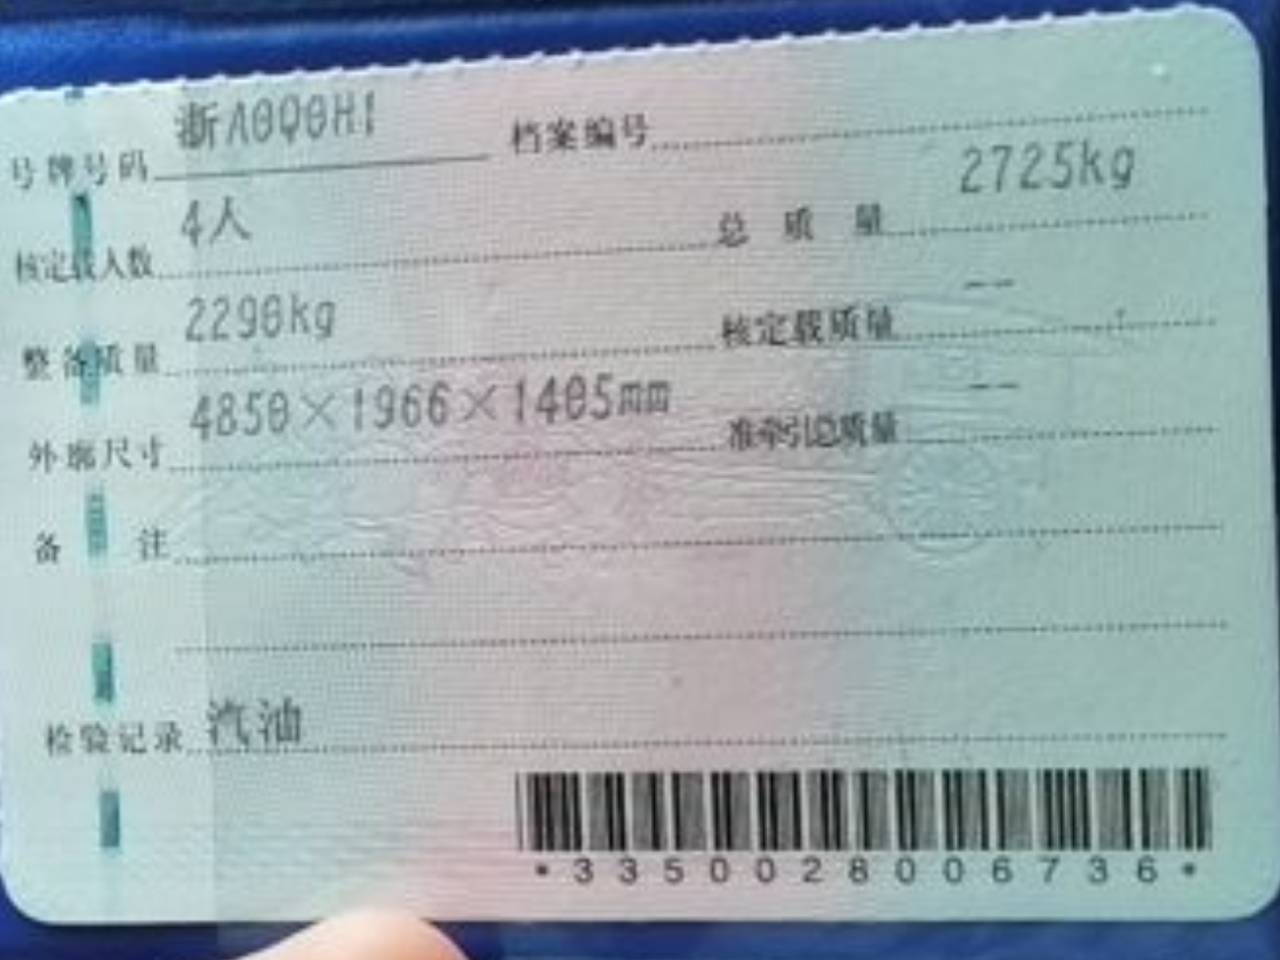 号牌号码 浙A0Q0H1 档案编号
核定载人数 4人 总质量 2725kg
整备质量 2290kg 核定载质量 --
外廓尺寸 4850×1966×1405mm 准牵引总质量 --
备注
检验记录 汽油
*3350028006736*